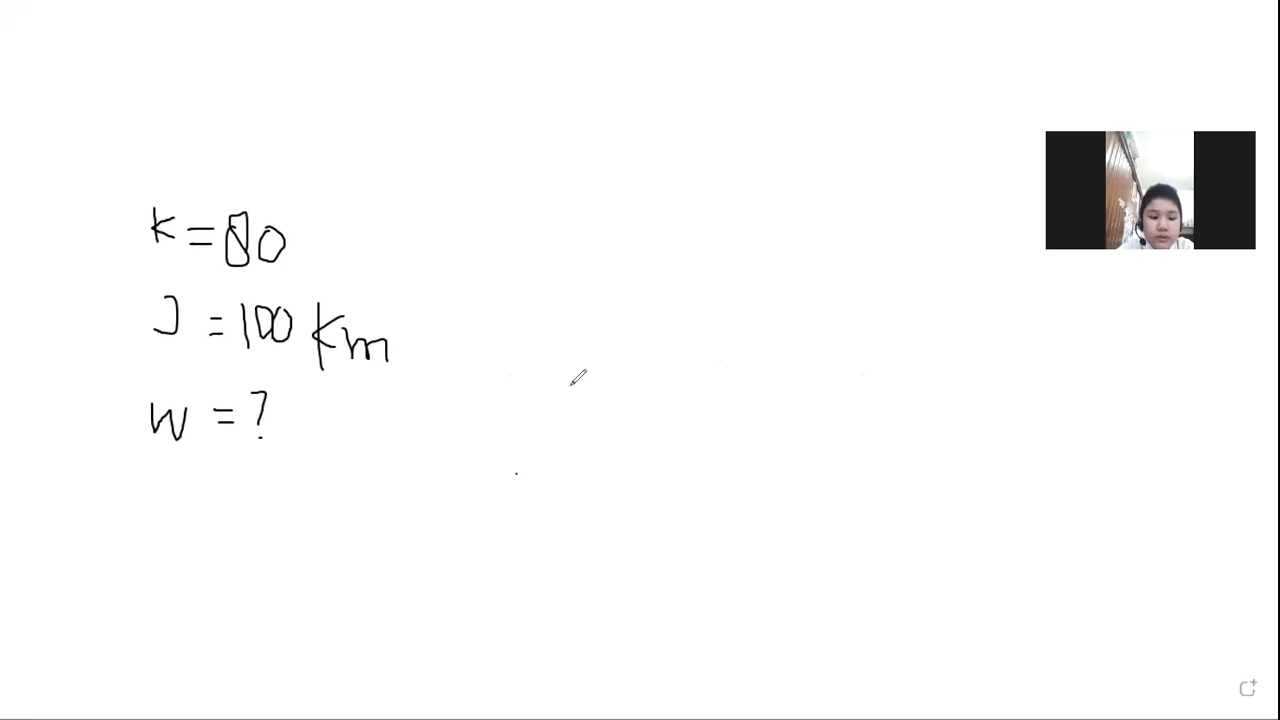 K = 80
J = 100 Km
W = ?